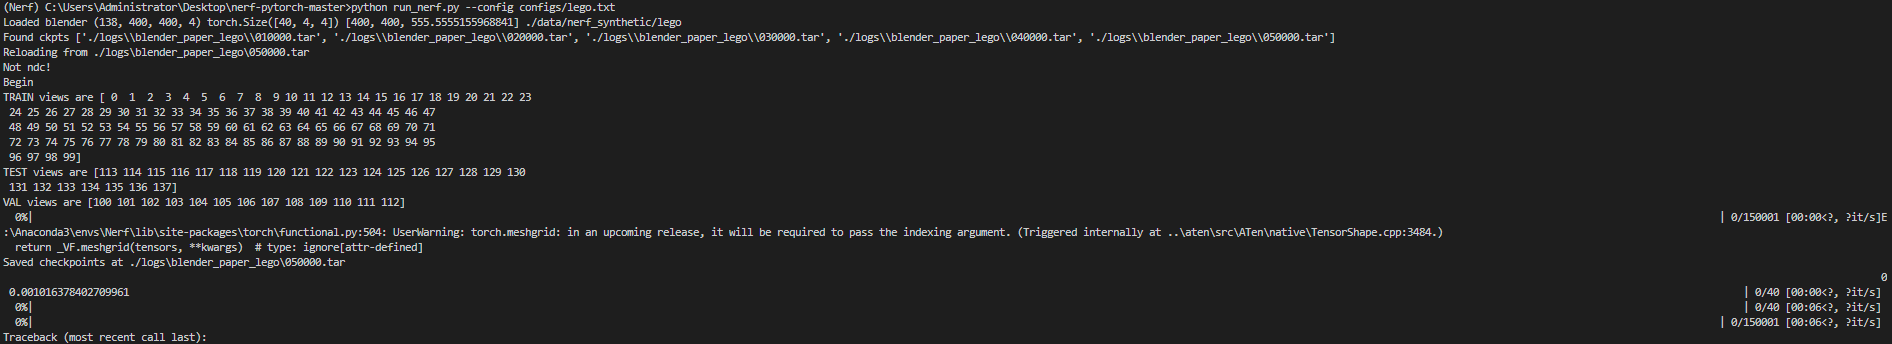 (Nerf) C:\Users\Administrator\Desktop\nerf-pytorch-master>python run_nerf.py --config configs/lego.txt
Loaded blender (138, 400, 400, 4) torch.Size([40, 4, 4]) [400, 400, 555.5555155968841] ./data/nerf_synthetic/lego
Found ckpts ['./logs\\blender_paper_lego\\010000.tar', './logs\\blender_paper_lego\\020000.tar', './logs\\blender_paper_lego\\030000.tar', './logs\\blender_paper_lego\\040000.tar', './logs\\blender_paper_lego\\050000.tar']
Reloading from ./logs\blender_paper_lego\050000.tar
Not ndc!
Begin
TRAIN views are [ 0  1  2  3  4  5  6  7  8  9 10 11 12 13 14 15 16 17 18 19 20 21 22 23
 24 25 26 27 28 29 30 31 32 33 34 35 36 37 38 39 40 41 42 43 44 45 46 47
 48 49 50 51 52 53 54 55 56 57 58 59 60 61 62 63 64 65 66 67 68 69 70 71
 72 73 74 75 76 77 78 79 80 81 82 83 84 85 86 87 88 89 90 91 92 93 94 95
 96 97 98 99]
TEST views are [113 114 115 116 117 118 119 120 121 122 123 124 125 126 127 128 129 130
 131 132 133 134 135 136 137]
VAL views are [100 101 102 103 104 105 106 107 108 109 110 111 112]
  0%| | 0/150001 [00:00<?, ?it/s]E
:\Anaconda3\envs\Nerf\lib\site-packages\torch\functional.py:504: UserWarning: torch.meshgrid: in an upcoming release, it will be required to pass the indexing argument. (Triggered internally at ..\aten\src\ATen\native\TensorShape.cpp:3484.)
  return _VF.meshgrid(tensors, **kwargs)  # type: ignore[attr-defined]
Saved checkpoints at ./logs\blender_paper_lego\050000.tar
0
 0.001016378402709961 | 0/40 [00:00<?, ?it/s]
  0%| | 0/40 [00:06<?, ?it/s]
  0%| | 0/150001 [00:06<?, ?it/s]
Traceback (most recent call last):